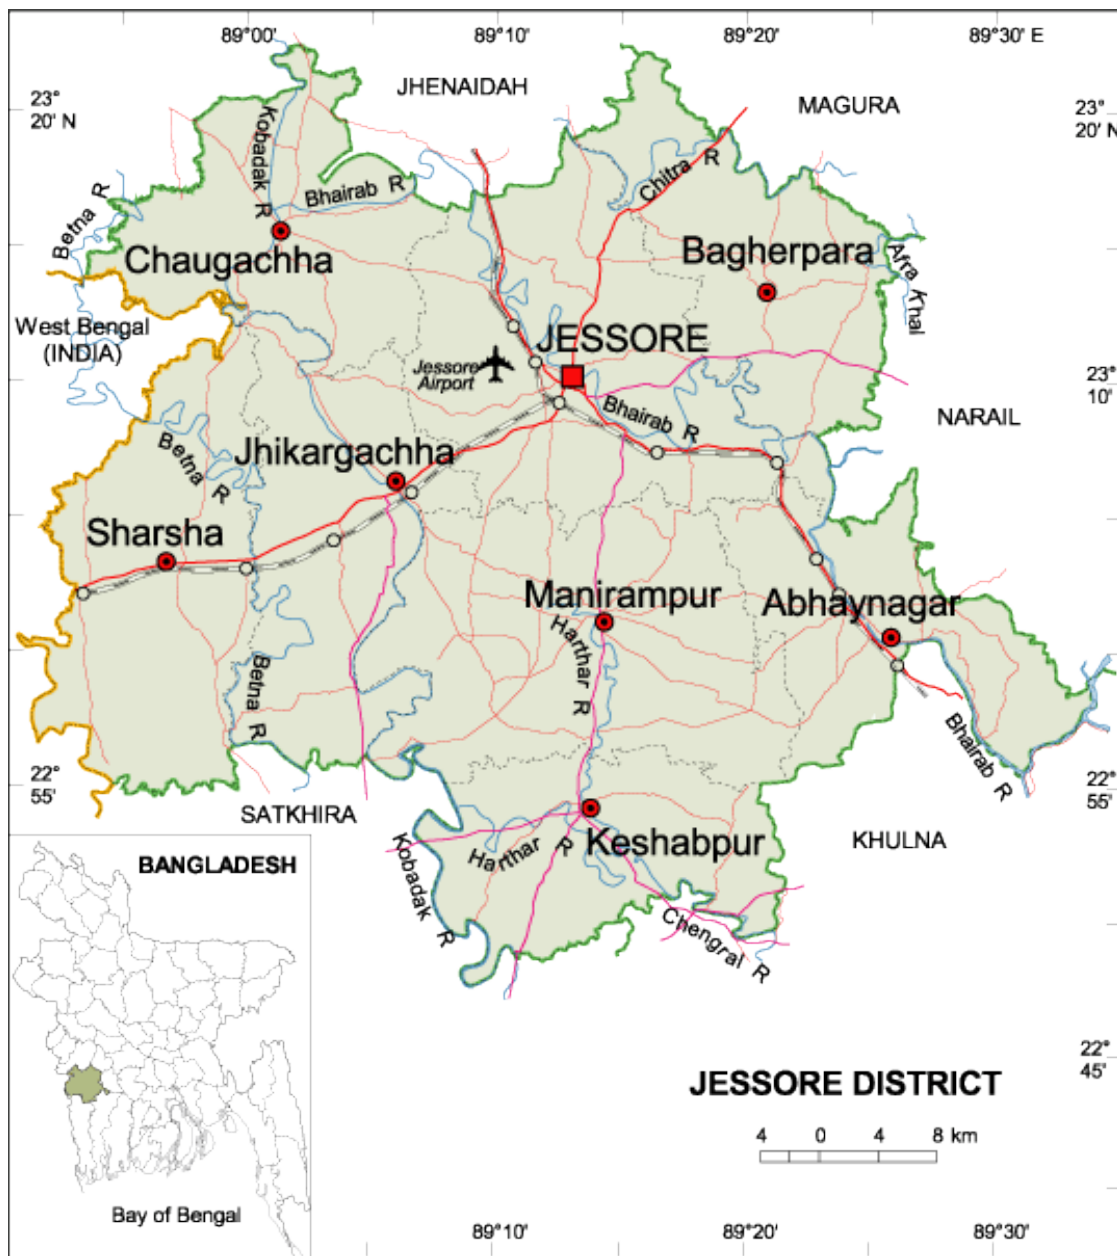 89°00'
89°10'
89°20'
89°30' E
JHENAIDAH
MAGURA
23°
20' N
23°
20' N
Kobadak R
Bhairab R
Chitra R
Betna R
Chaugachha
Bagherpara
Afra Khal
West Bengal
(INDIA)
JESSORE
Jessore
Airport
23°
10'
Bhairab R
NARAIL
Betna R
Jhikargachha
Sharsha
Manirampur
Abhaynagar
Harthar R
Betna R
Bhairab R
22°
55'
22°
55'
SATKHIRA
Kobadak R
Harthar R
Keshabpur
KHULNA
Chengral R
BANGLADESH
Bay of Bengal
22°
45'
JESSORE DISTRICT
4 0 4 8 km
89°10'
89°20'
89°30'